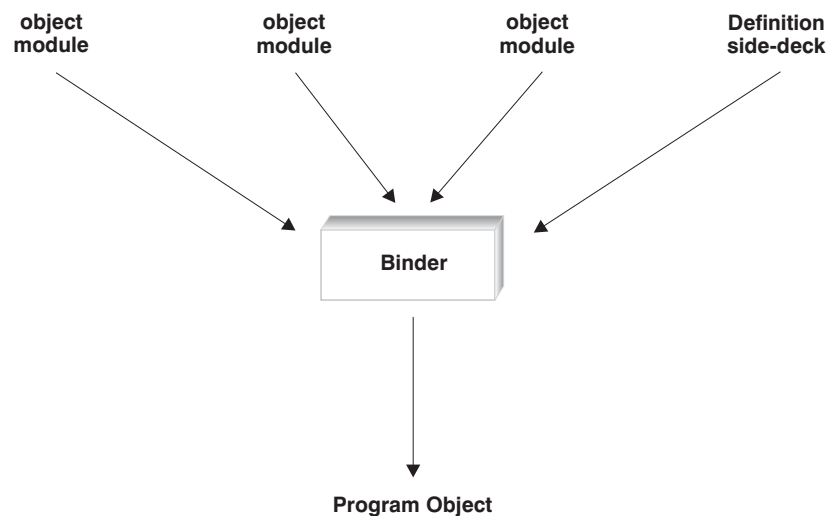 object
module
object
module
object
module
Definition
side-deck
Binder
Program Object